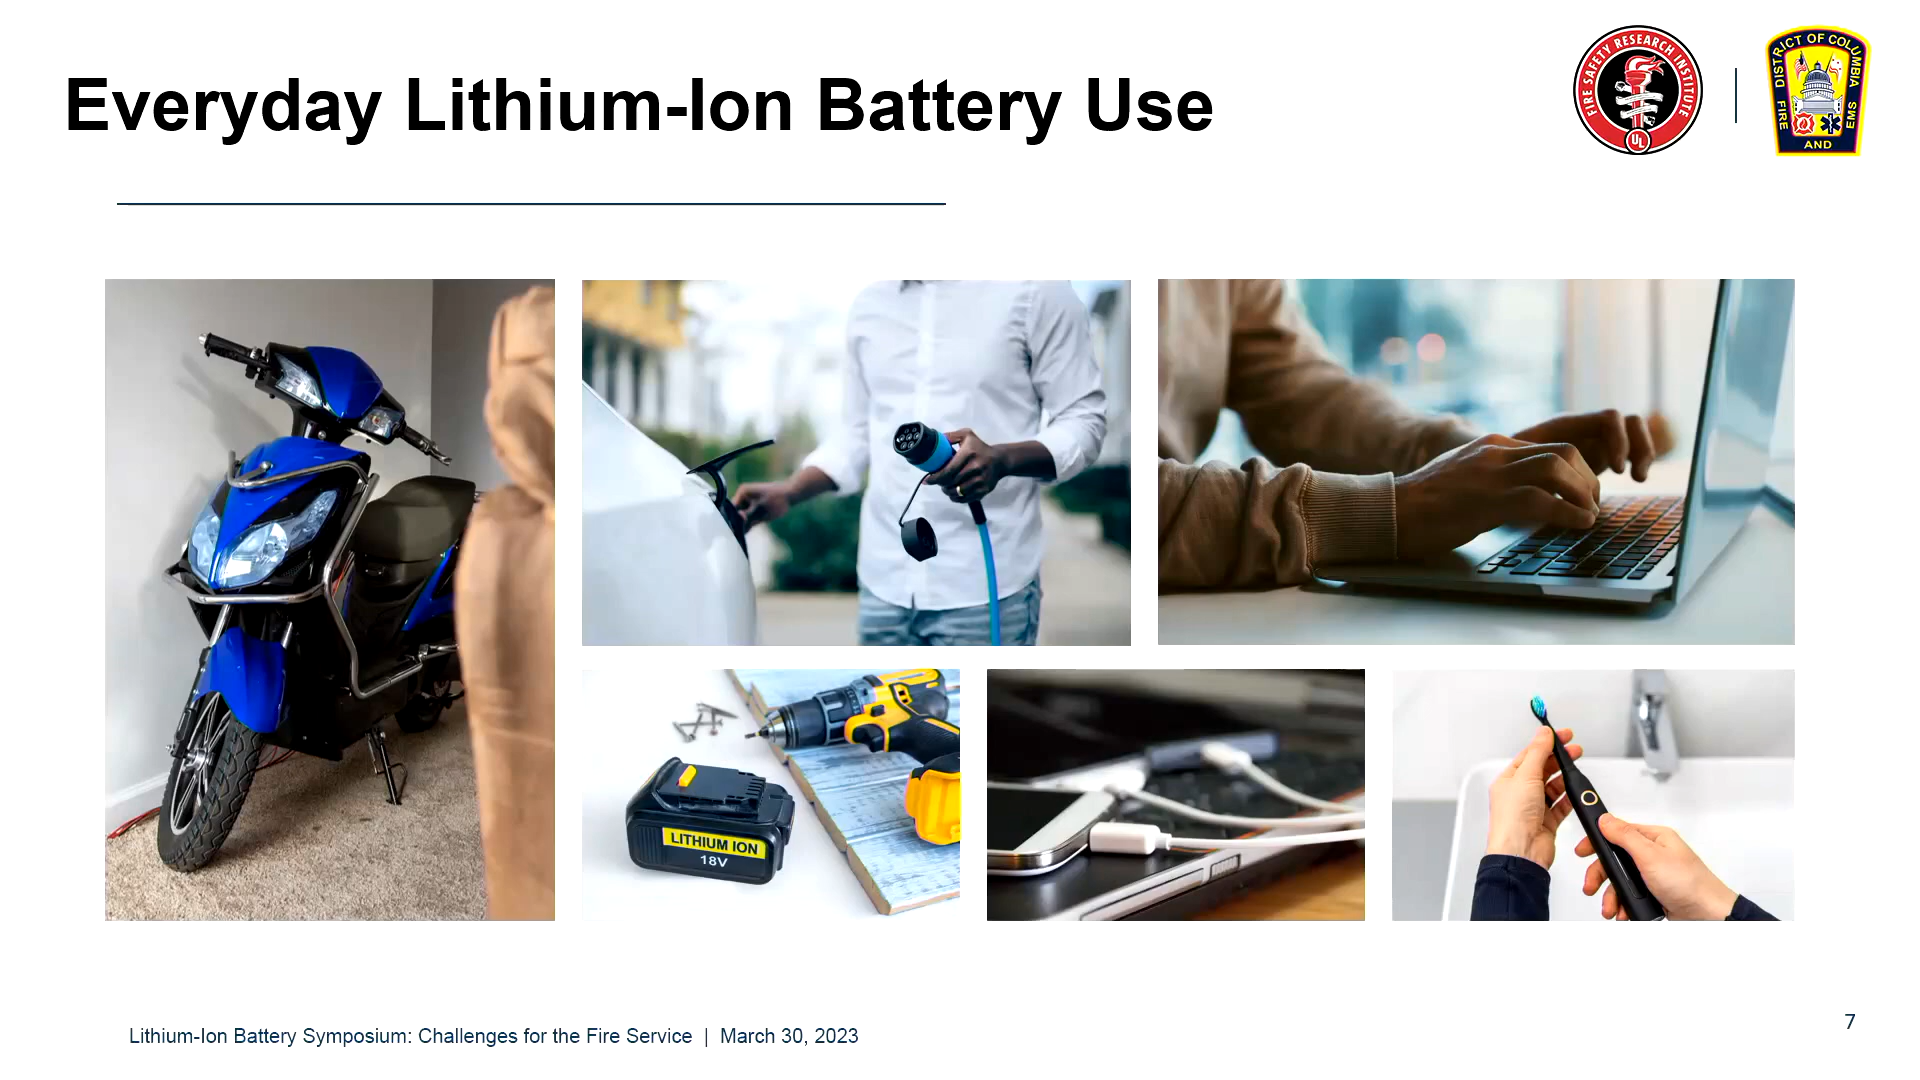 Everyday Lithium-Ion Battery Use
FIRE SAFETY RESEARCH INSTITUTE
UL
DISTRICT OF COLUMBIA
FIRE
EMS
AND
LITHIUM ION
18V
Lithium-Ion Battery Symposium: Challenges for the Fire Service | March 30, 2023
7